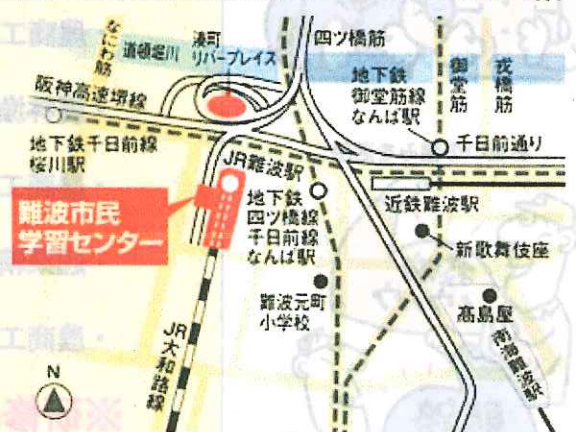 なにわ筋
道頓堀川
湊町
リバープレイス
四ツ橋筋
地下鉄
御堂筋線
なんば駅
御堂筋
戎橋筋
阪神高速堺線
千日前通り
地下鉄千日前線
桜川駅
JR難波駅
近鉄難波駅
難波市民
学習センター
地下鉄
四ツ橋線
千日前線
なんば駅
新歌舞伎座
難波元町
小学校
髙島屋
南海難波駅
JR大和路線
N